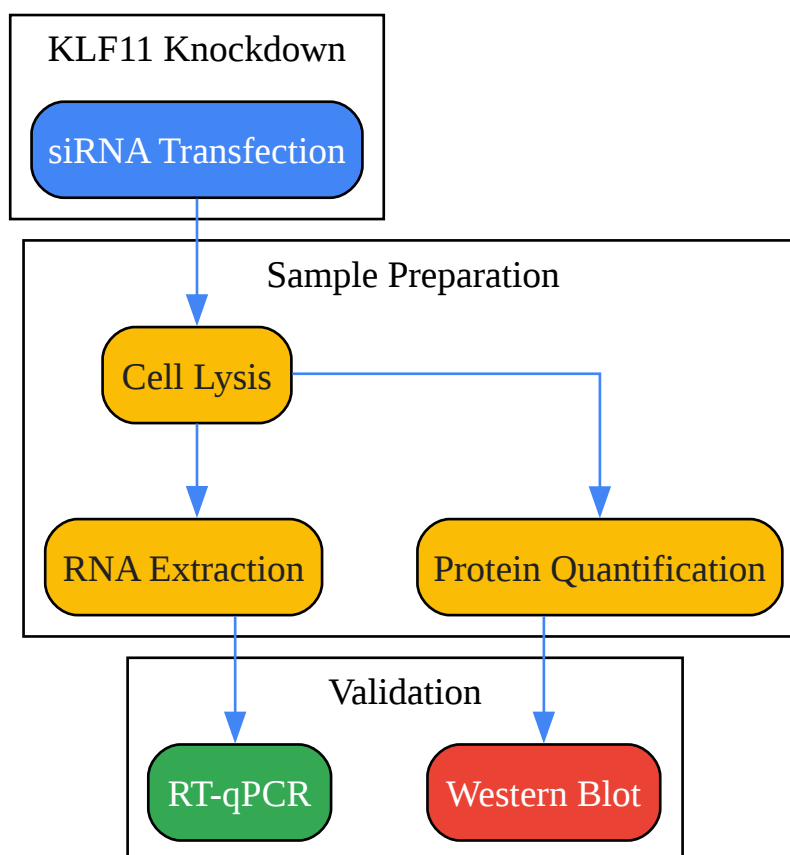 KLF11 Knockdown
siRNA Transfection
Sample Preparation
Cell Lysis
RNA Extraction
Protein Quantification
Validation
RT-qPCR
Western Blot